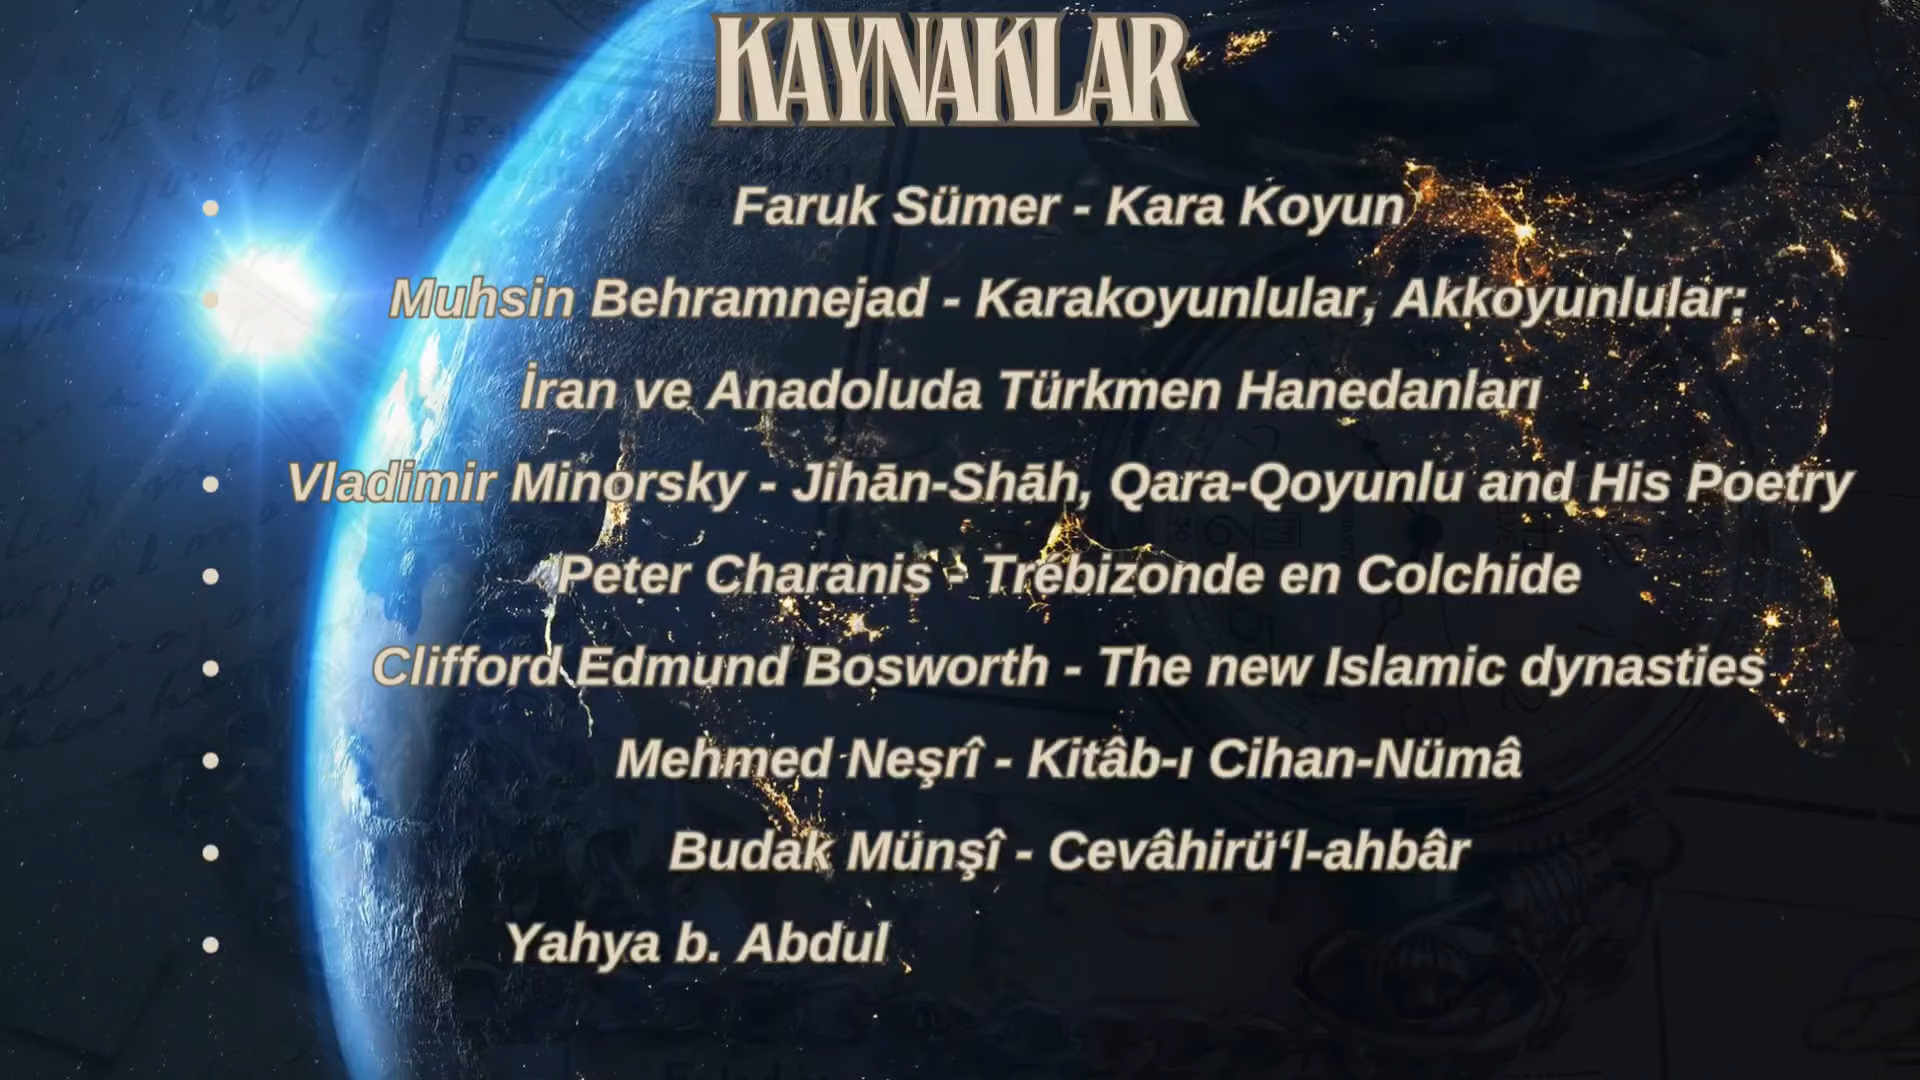 KAYNAKLAR
• Faruk Sümer - Kara Koyun
• Muhsin Behramnejad - Karakoyunlular, Akkoyunlular:
İran ve Anadoluda Türkmen Hanedanları
• Vladimir Minorsky - Jihān-Shāh, Qara-Qoyunlu and His Poetry
• Peter Charanis - Trébizonde en Colchide
• Clifford Edmund Bosworth - The new Islamic dynasties
• Mehmed Neşrî - Kitâb-ı Cihan-Nümâ
• Budak Münşî - Cevâhirü‘l-ahbâr
• Yahya b. Abdul